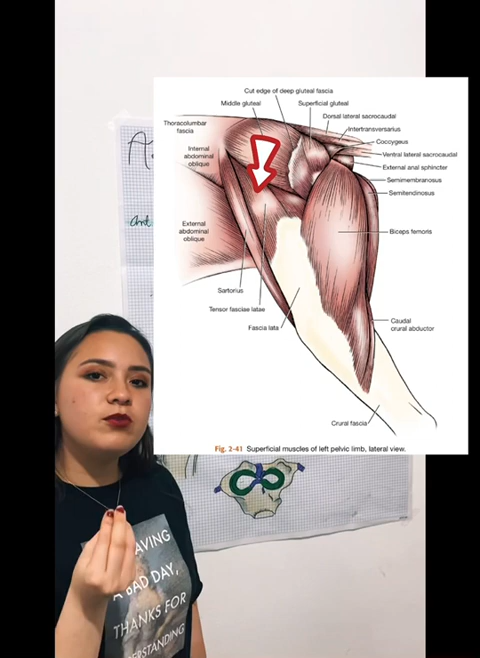 Cut edge of deep gluteal fascia
Middle gluteal
Superficial gluteal
Dorsal lateral sacrocaudal
Thoracolumbar
fascia
Intertransversarius
Coccygeus
Internal
abdominal
oblique
Ventral lateral sacrocaudal
External anal sphincter
Semimembranosus
Semitendinosus
External
abdominal
oblique
Biceps femoris
Sartorius
Tensor fasciae latae
Fascia lata
Caudal
crural abductor
Crural fascia
Fig. 2-41 Superficial muscles of left pelvic limb, lateral view.
AVING
A BAD DAY,
THANKS FOR